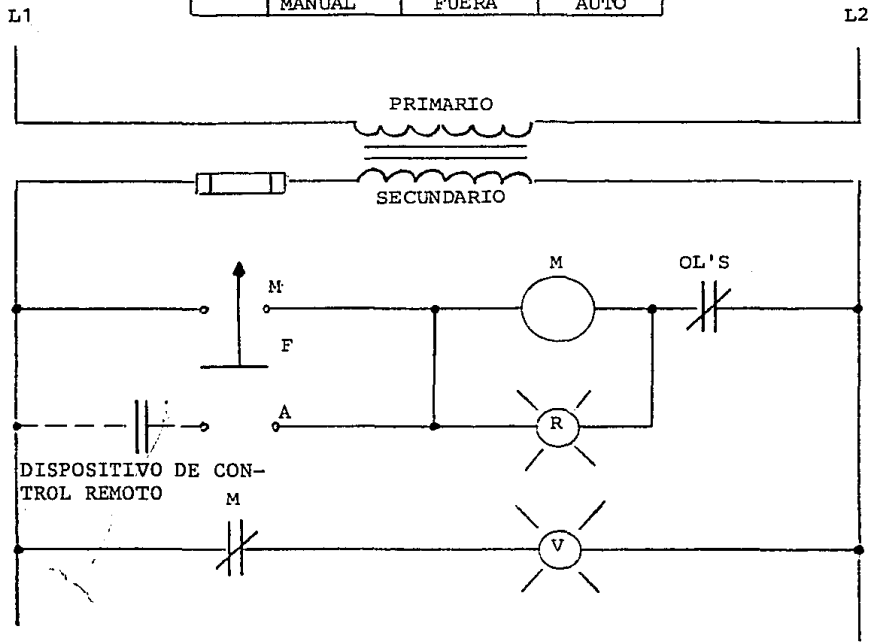 MANUAL FUERA AUTO
L1 L2
PRIMARIO
SECUNDARIO
M OL'S
M
F
R
A
DISPOSITIVO DE CON-
TROL REMOTO
M
V